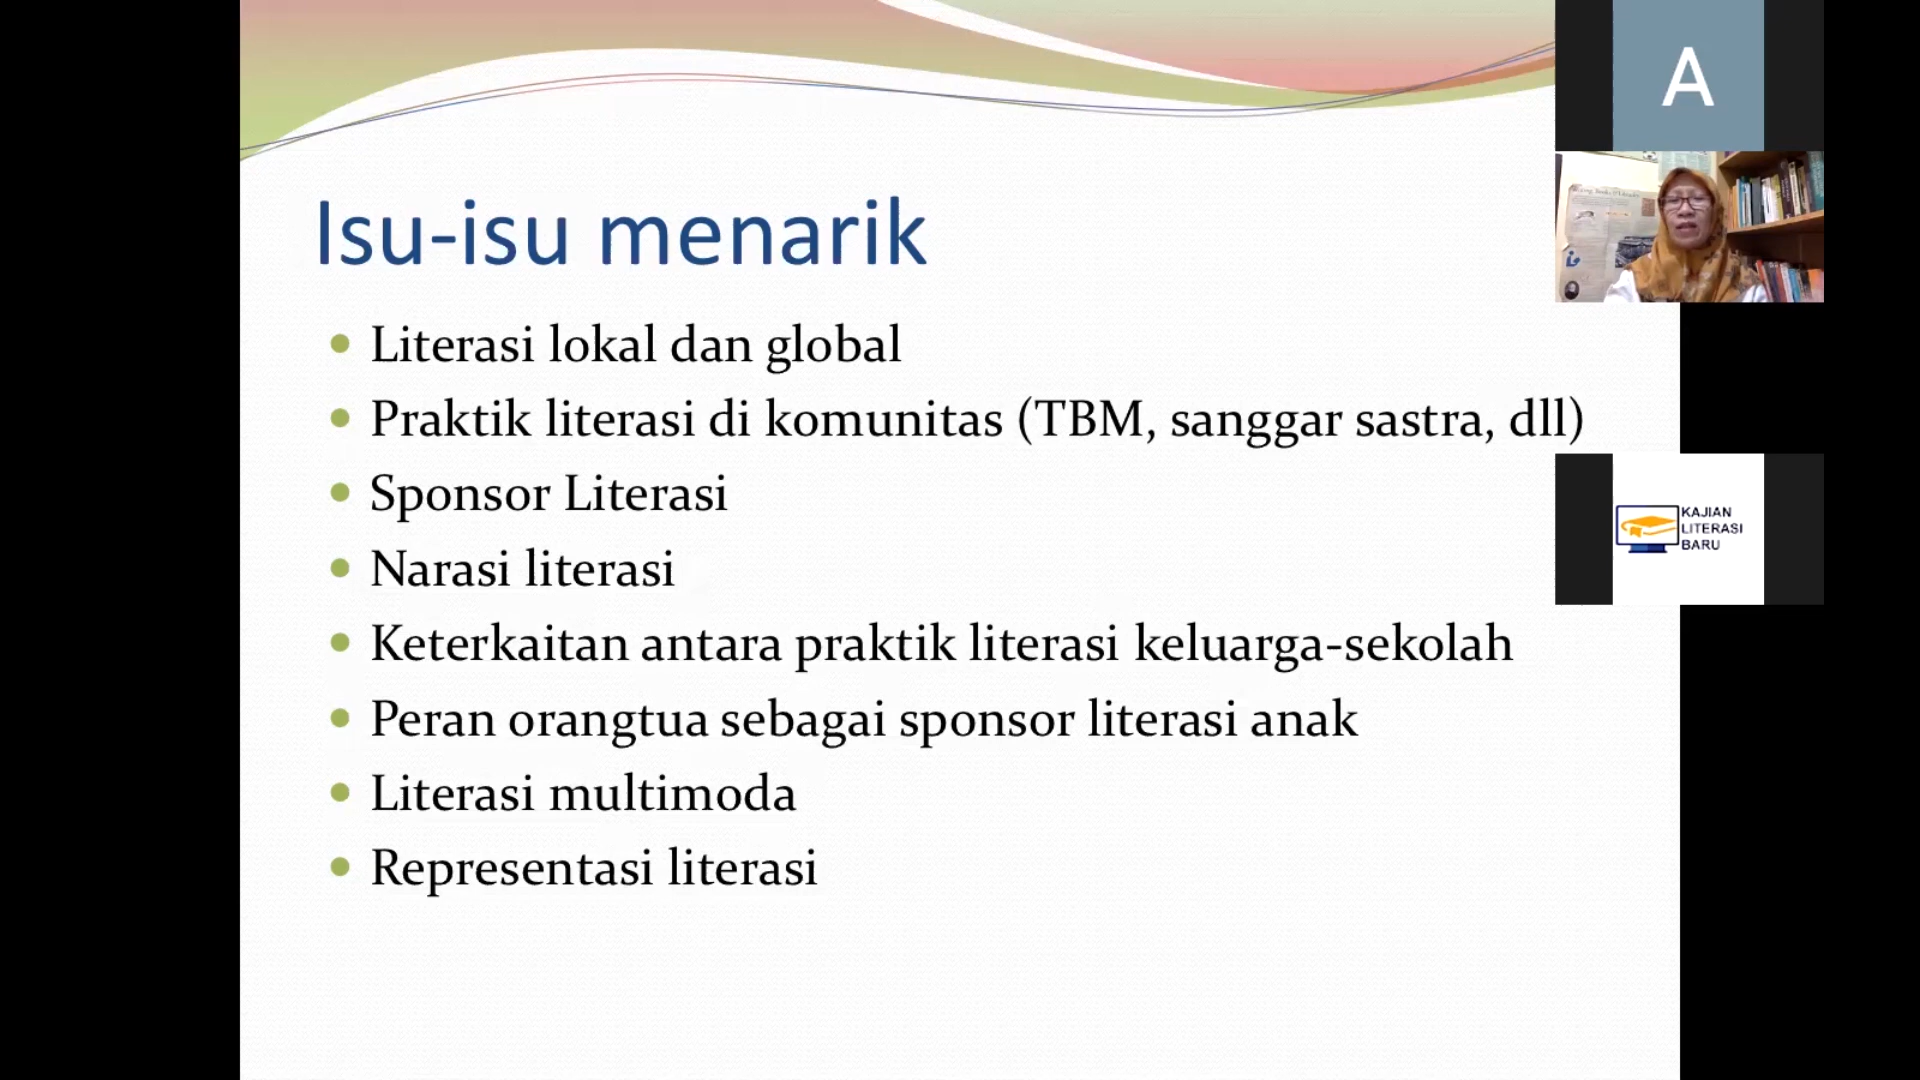 Isu-isu menarik
Literasi lokal dan global
Praktik literasi di komunitas (TBM, sanggar sastra, dll)
Sponsor Literasi
Narasi literasi
Keterkaitan antara praktik literasi keluarga-sekolah
Peran orangtua sebagai sponsor literasi anak
Literasi multimoda
Representasi literasi
A
KAJIAN
LITERASI
BARU